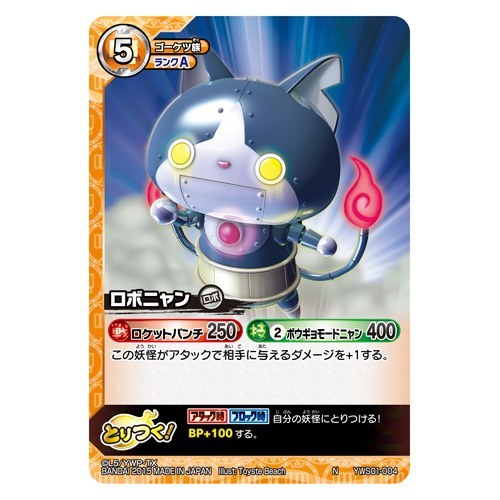 5
ゴーケツ族
ランクA
ロボニャン ロボ
ロケットパンチ 250 2 ボウギョモードニャン 400
この妖怪がアタックで相手に与えるダメージを+1する。
とりつく! アタック時 ブロック時 自分の妖怪にとりつける!
BP+100する。
©L5/YWP・TX
BANDAI 2015 MADE IN JAPAN Illust Toyste Beach N YWS01-004